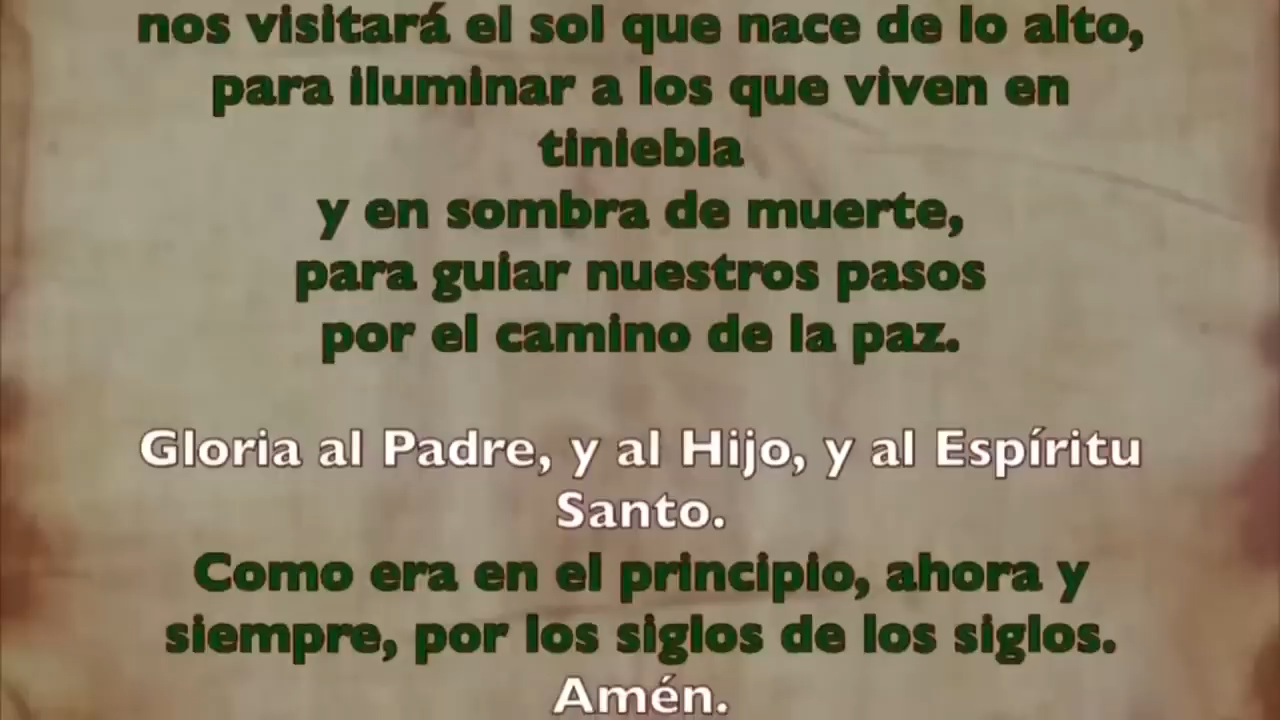 nos visitará el sol que nace de lo alto,
para iluminar a los que viven en
tiniebla
y en sombra de muerte,
para guiar nuestros pasos
por el camino de la paz.
Gloria al Padre, y al Hijo, y al Espíritu
Santo.
Como era en el principio, ahora y
siempre, por los siglos de los siglos.
Amén.